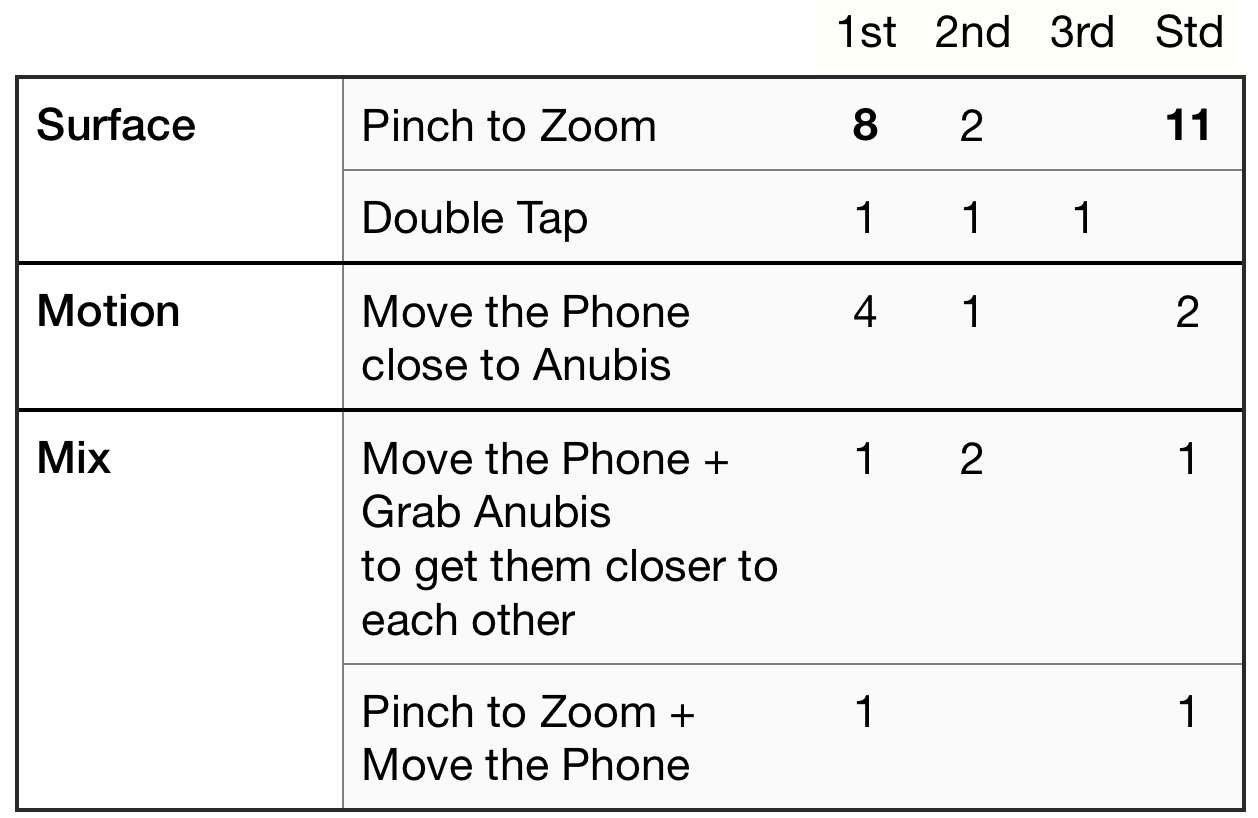 1st 2nd 3rd Std
Surface Pinch to Zoom 8 2 11
Double Tap 1 1 1
Motion Move the Phone 4 1 2
close to Anubis
Mix Move the Phone + 1 2 1
Grab Anubis
to get them closer to
each other
Pinch to Zoom + 1 1
Move the Phone